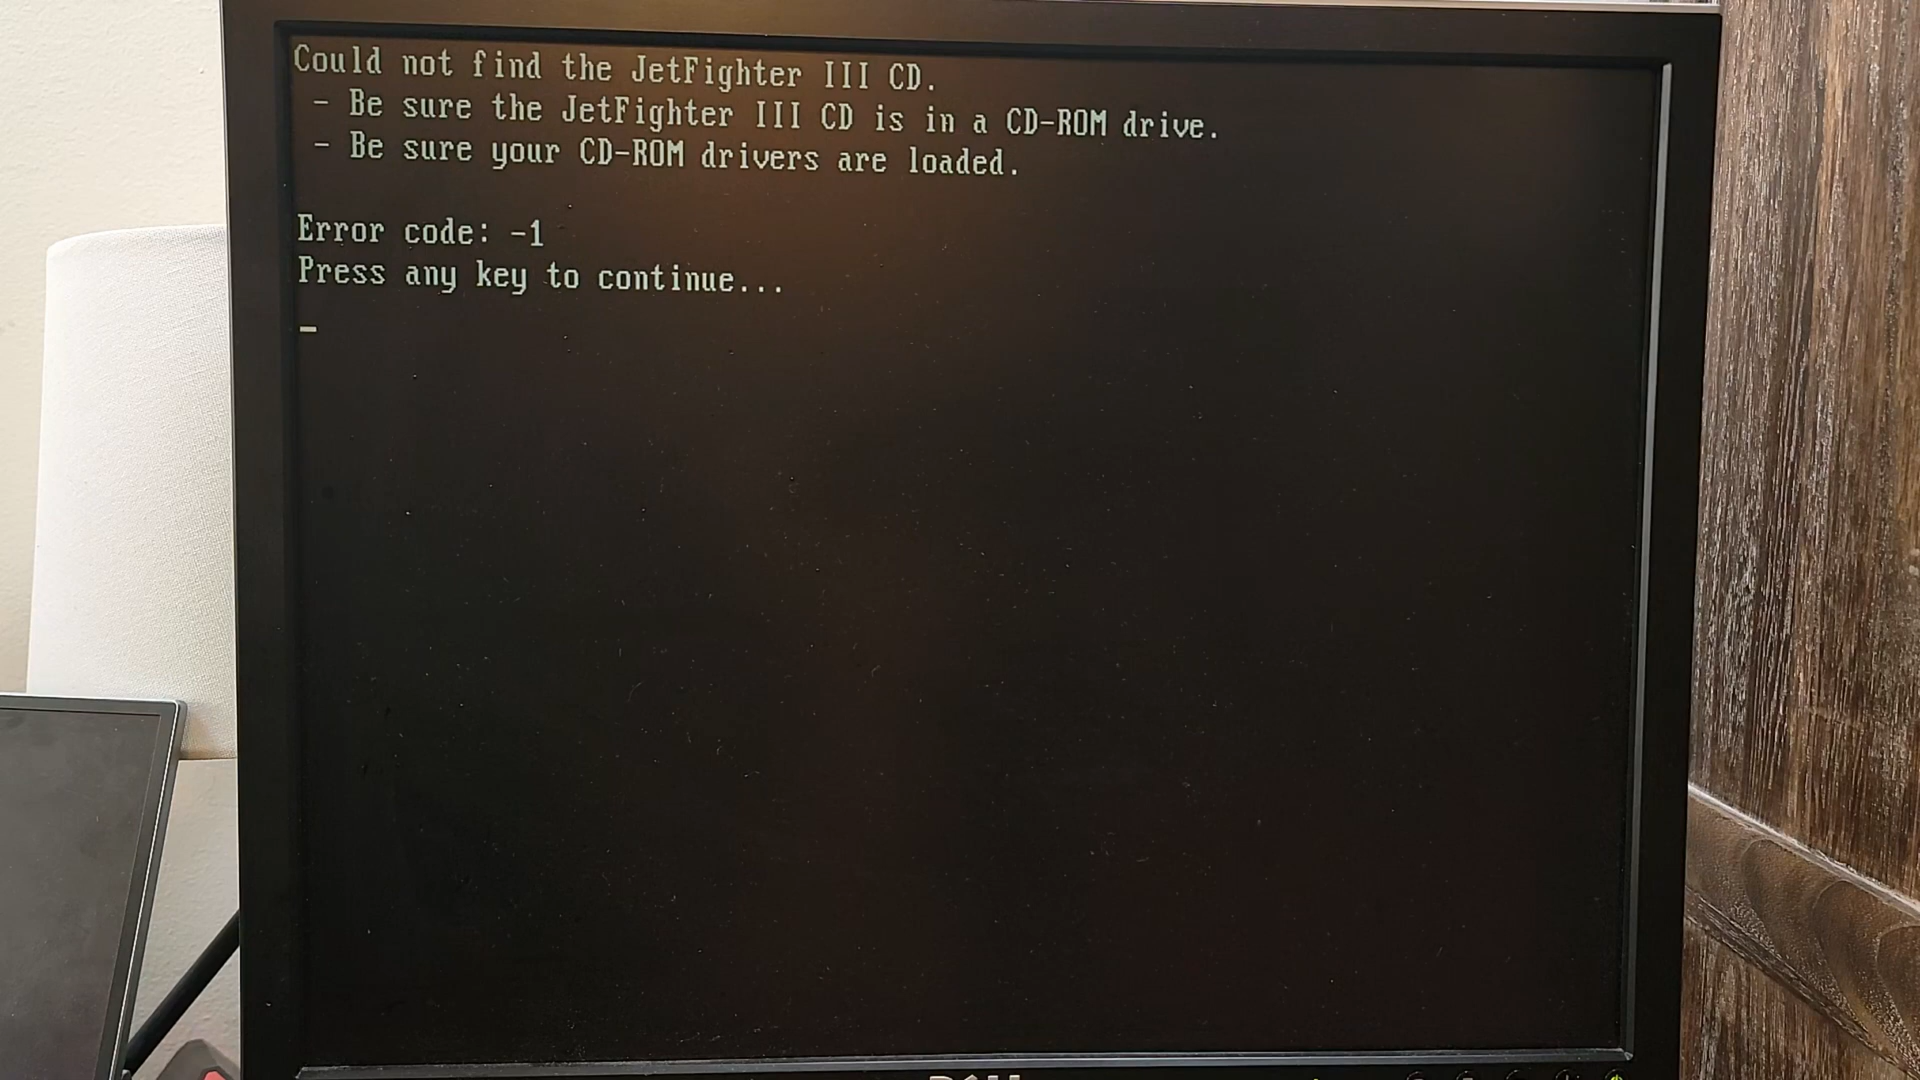 Could not find the JetFighter III CD.
- Be sure the JetFighter III CD is in a CD-ROM drive.
- Be sure your CD-ROM drivers are loaded.
Error code: -1
Press any key to continue...